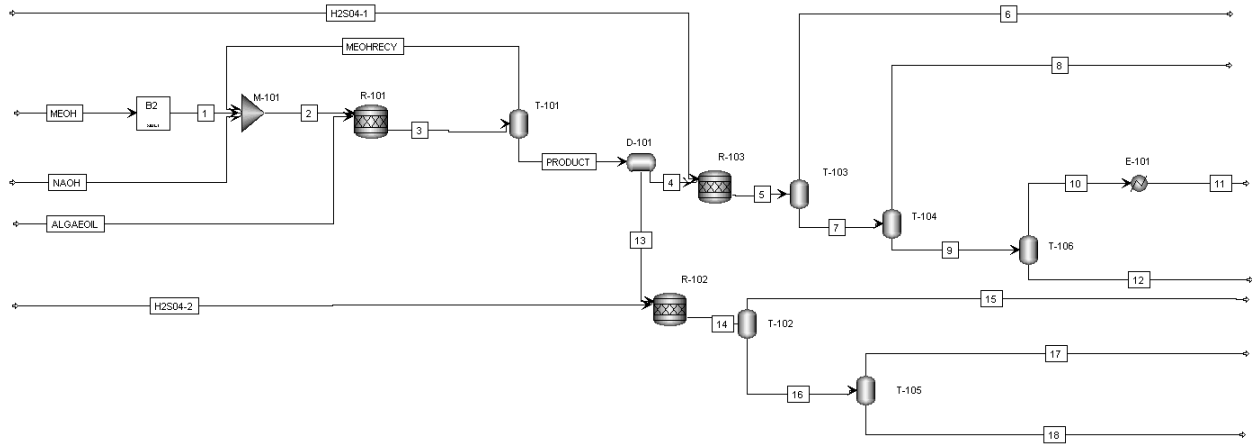 H2S04-1
6
MEOHRECY
8
MEOH
B2
1
M-101
2
R-101
3
T-101
PRODUCT
D-101
4
R-103
5
T-103
7
T-104
E-101
10
11
NAOH
ALGAEOIL
13
9
T-106
12
H2S04-2
R-102
14
T-102
15
16
17
T-105
18